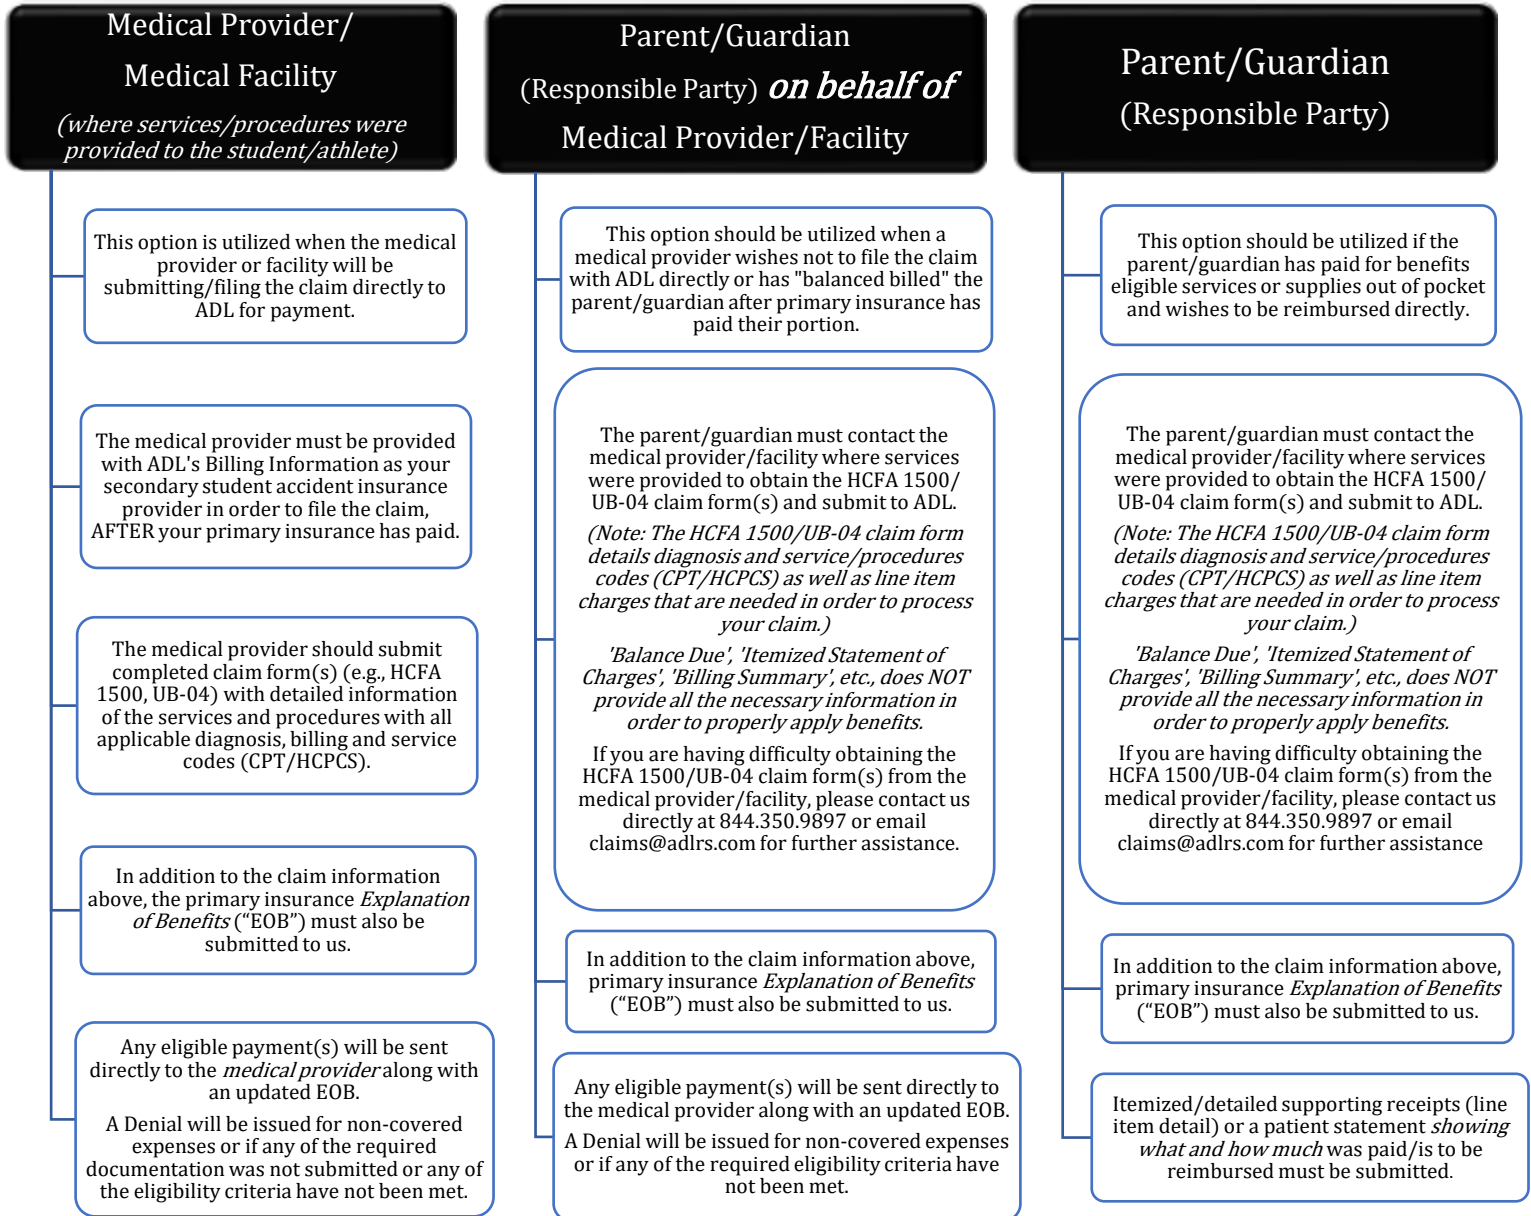 Medical Provider/
Medical Facility
(where services/procedures were
provided to the student/athlete)
This option is utilized when the medical
provider or facility will be
submitting/filing the claim directly to
ADL for payment.
The medical provider must be provided
with ADL's Billing Information as your
secondary student accident insurance
provider in order to file the claim,
AFTER your primary insurance has paid.
The medical provider should submit
completed claim form(s) (e.g., HCFA
1500, UB-04) with detailed information
of the services and procedures with all
applicable diagnosis, billing and service
codes (CPT/HCPCS).
In addition to the claim information
above, the primary insurance Explanation
of Benefits (“EOB”) must also be
submitted to us.
Any eligible payment(s) will be sent
directly to the medical provider along with
an updated EOB.
A Denial will be issued for non-covered
expenses or if any of the required
documentation was not submitted or any of
the eligibility criteria have not been met.
Parent/Guardian
(Responsible Party) on behalf of
Medical Provider/Facility
This option should be utilized when a
medical provider wishes not to file the claim
with ADL directly or has "balanced billed" the
parent/guardian after primary insurance has
paid their portion.
The parent/guardian must contact the
medical provider/facility where services
were provided to obtain the HCFA 1500/
UB-04 claim form(s) and submit to ADL.
(Note: The HCFA 1500/UB-04 claim form
details diagnosis and service/procedures
codes (CPT/HCPCS) as well as line item
charges that are needed in order to process
your claim.)
'Balance Due', 'Itemized Statement of
Charges', 'Billing Summary', etc., does NOT
provide all the necessary information in
order to properly apply benefits.
If you are having difficulty obtaining the
HCFA 1500/UB-04 claim form(s) from the
medical provider/facility, please contact us
directly at 844.350.9897 or email
claims@adlrs.com for further assistance.
In addition to the claim information above,
primary insurance Explanation of Benefits
(“EOB”) must also be submitted to us.
Any eligible payment(s) will be sent directly to
the medical provider along with an updated EOB.
A Denial will be issued for non-covered expenses
or if any of the required eligibility criteria have
not been met.
Parent/Guardian
(Responsible Party)
This option should be utilized if the
parent/guardian has paid for benefits
eligible services or supplies out of pocket
and wishes to be reimbursed directly.
The parent/guardian must contact the
medical provider/facility where services
were provided to obtain the HCFA 1500/
UB-04 claim form(s) and submit to ADL.
(Note: The HCFA 1500/UB-04 claim form
details diagnosis and service/procedures
codes (CPT/HCPCS) as well as line item
charges that are needed in order to process
your claim.)
'Balance Due', 'Itemized Statement of
Charges', 'Billing Summary', etc., does NOT
provide all the necessary information in
order to properly apply benefits.
If you are having difficulty obtaining the
HCFA 1500/UB-04 claim form(s) from the
medical provider/facility, please contact us
directly at 844.350.9897 or email
claims@adlrs.com for further assistance
In addition to the claim information above,
primary insurance Explanation of Benefits
(“EOB”) must also be submitted to us.
Itemized/detailed supporting receipts (line
item detail) or a patient statement showing
what and how much was paid/is to be
reimbursed must be submitted.